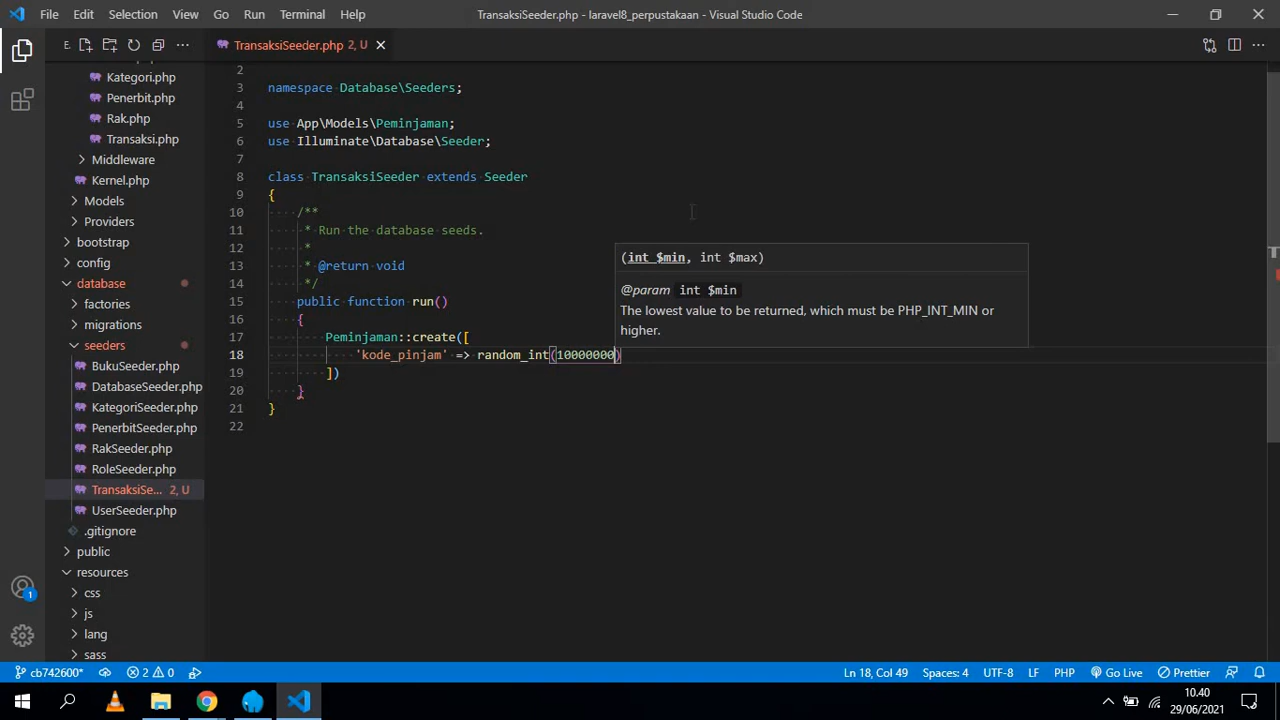 File Edit Selection View Go Run Terminal Help
TransaksiSeeder.php - laravel8_perpustakaan - Visual Studio Code
E.
TransaksiSeeder.php 2, U
Kategori.php
Penerbit.php
Rak.php
Transaksi.php
Middleware
Kernel.php
Models
Providers
bootstrap
config
database
factories
migrations
seeders
BukuSeeder.php
DatabaseSeeder.php
KategoriSeeder.php
PenerbitSeeder.php
RakSeeder.php
RoleSeeder.php
TransaksiSe... 2, U
UserSeeder.php
.gitignore
public
resources
css
js
lang
sass
2
3 namespace Database\Seeders;
4
5 use App\Models\Peminjaman;
6 use Illuminate\Database\Seeder;
7
8 class TransaksiSeeder extends Seeder
9 {
10 /**
11 * Run the database seeds.
12 *
13 * @return void
14 */
15 public function run()
16 {
17 Peminjaman::create([
18 'kode_pinjam' => random_int(10000000)
19 ])
20 }
21 }
22
(int $min, int $max)
@param int $min
The lowest value to be returned, which must be PHP_INT_MIN or
higher.
1
cb742600* 2 0 Ln 18, Col 49 Spaces: 4 UTF-8 LF PHP Go Live Prettier
10.40
29/06/2021